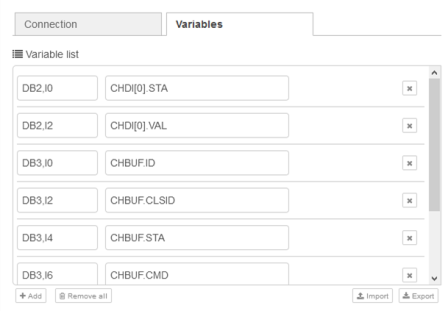 Connection Variables
Variable list
DB2,I0 CHDI[0].STA
DB2,I2 CHDI[0].VAL
DB3,I0 CHBUF.ID
DB3,I2 CHBUF.CLSID
DB3,I4 CHBUF.STA
DB3,I6 CHBUF.CMD
+ Add Remove all Import Export